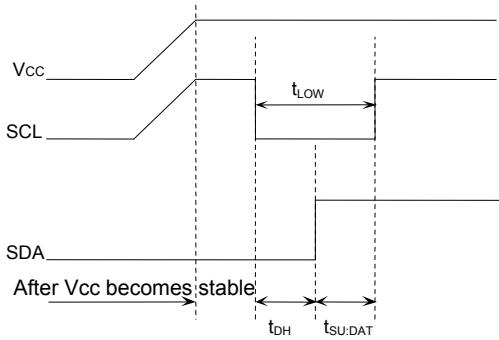 VCC
tLOW
SCL
SDA
After Vcc becomes stable
tDH
tSU:DAT